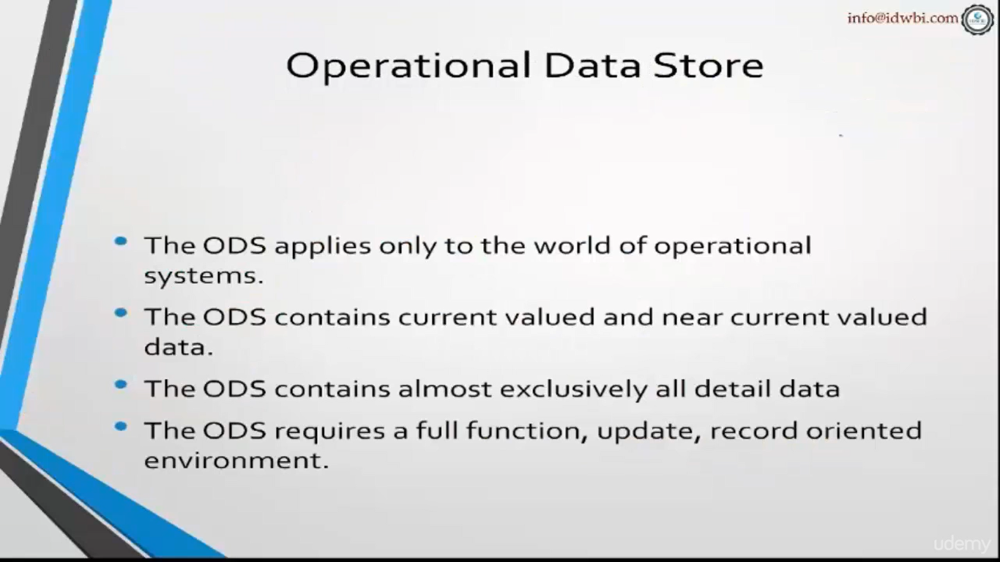 info@idwbi.com
Operational Data Store
• The ODS applies only to the world of operational
systems.
• The ODS contains current valued and near current valued
data.
• The ODS contains almost exclusively all detail data
• The ODS requires a full function, update, record oriented
environment.
udemy